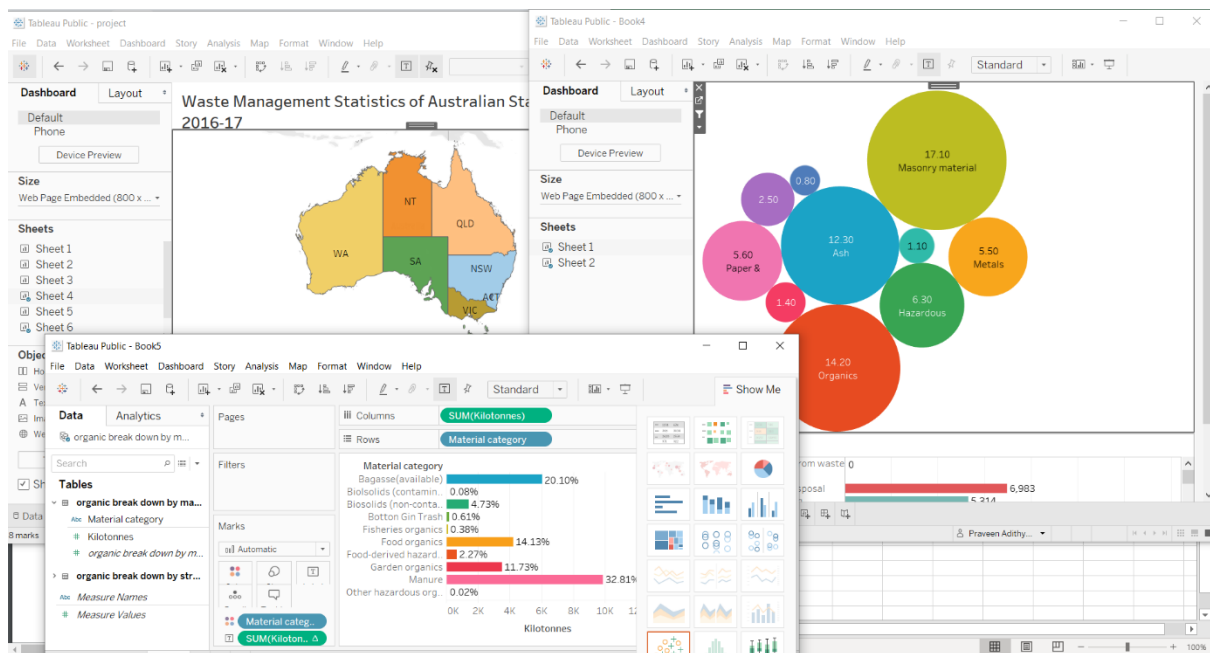 Tableau Public - project
File Data Worksheet Dashboard Story Analysis Map Format Window Help
Dashboard Layout
Default
Phone
Device Preview
Size
Web Page Embedded (800 x ...
Sheets
Sheet 1
Sheet 2
Sheet 3
Sheet 4
Sheet 5
Sheet 6
Waste Management Statistics of Australian Sta
2016-17
NT
QLD
WA
SA
NSW
ACT
VIC
Data
8 marks
Tableau Public - Book4
File Data Worksheet Dashboard Story Analysis Map Format Window Help
Standard
Dashboard Layout
Default
Phone
Device Preview
Size
Web Page Embedded (800 x ...
Sheets
Sheet 1
Sheet 2
17.10
Masonry material
0.80
2.50
12.30
Ash
1.10
5.60
Paper &
5.50
Metals
1.40
6.30
Hazardous
14.20
Organics
rom waste 0
sposal 6,983
5,314
Praveen Adithy...
100%
Tableau Public - Book5
File Data Worksheet Dashboard Story Analysis Map Format Window Help
Standard
Show Me
Data Analytics
organic break down by m...
Search
Tables
organic break down by ma...
Abc Material category
# Kilotonnes
# organic break down by m...
organic break down by str...
Abc Measure Names
# Measure Values
Pages
Filters
Marks
Automatic
Material categ..
SUM(Kiloton.. Δ
Columns SUM(Kilotonnes)
Rows Material category
Material category
Bagasse(available) 20.10%
Biolsolids (contamin.. 0.08%
Biosolids (non-conta.. 4.73%
Botton Gin Trash 0.61%
Fisheries organics 0.38%
Food organics 14.13%
Food-derived hazard.. 2.27%
Garden organics 11.73%
Manure 32.81%
Other hazardous org.. 0.02%
0K 2K 4K 6K 8K 10K 12
Kilotonnes